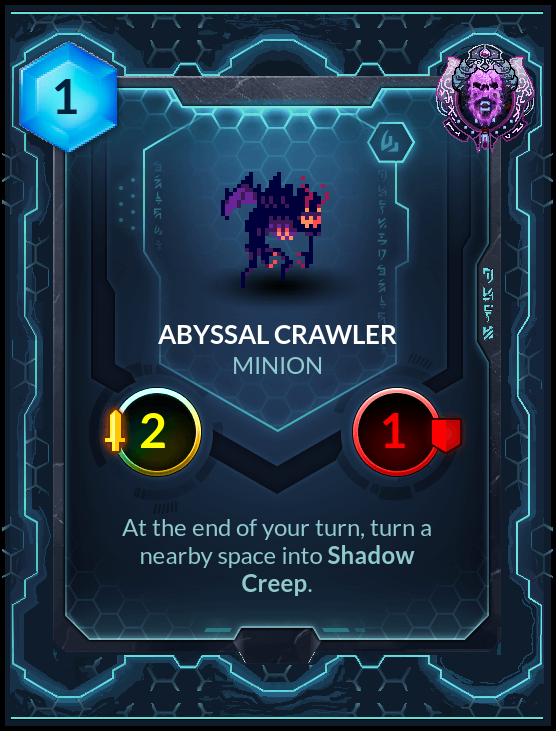 1
ABYSSAL CRAWLER
MINION
2
1
At the end of your turn, turn a
nearby space into Shadow
Creep.